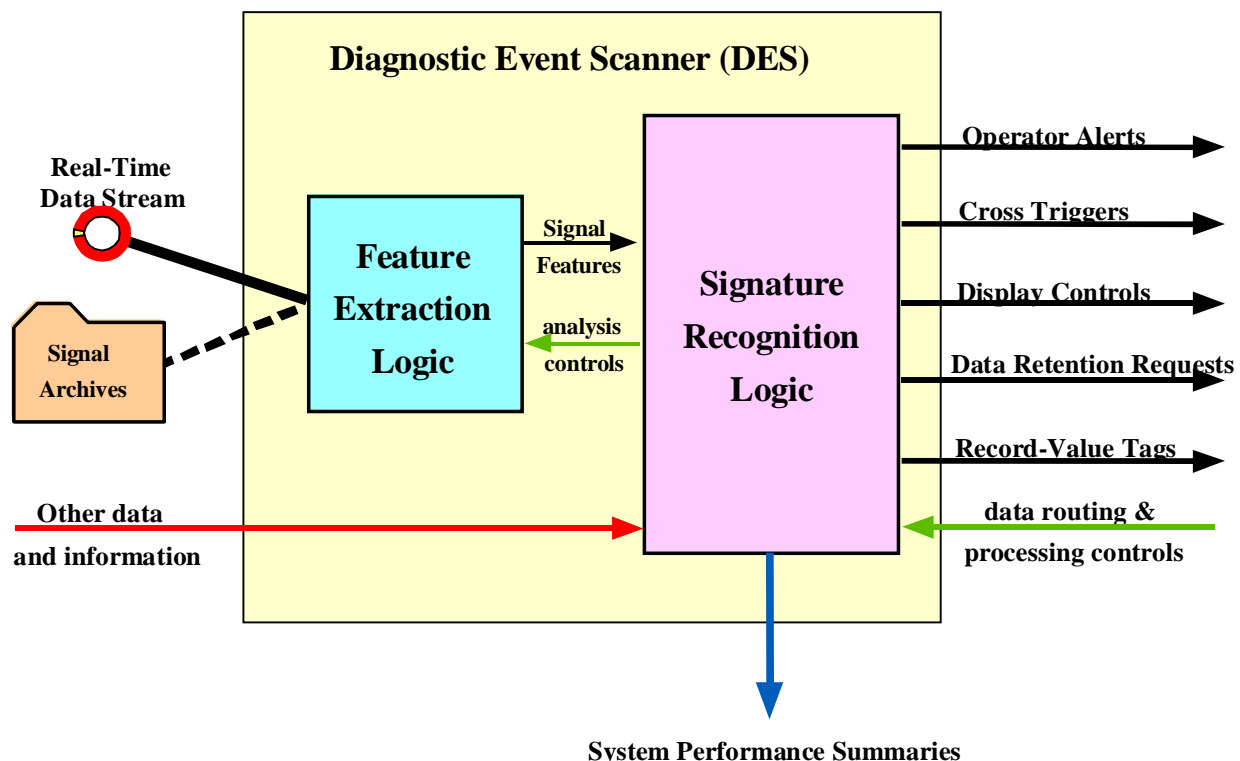 Diagnostic Event Scanner (DES)
Real-Time
Data Stream
Signal
Archives
Other data
and information
Feature
Extraction
Logic
Signal
Features
analysis
controls
Signature
Recognition
Logic
Operator Alerts
Cross Triggers
Display Controls
Data Retention Requests
Record-Value Tags
data routing &
processing controls
System Performance Summaries